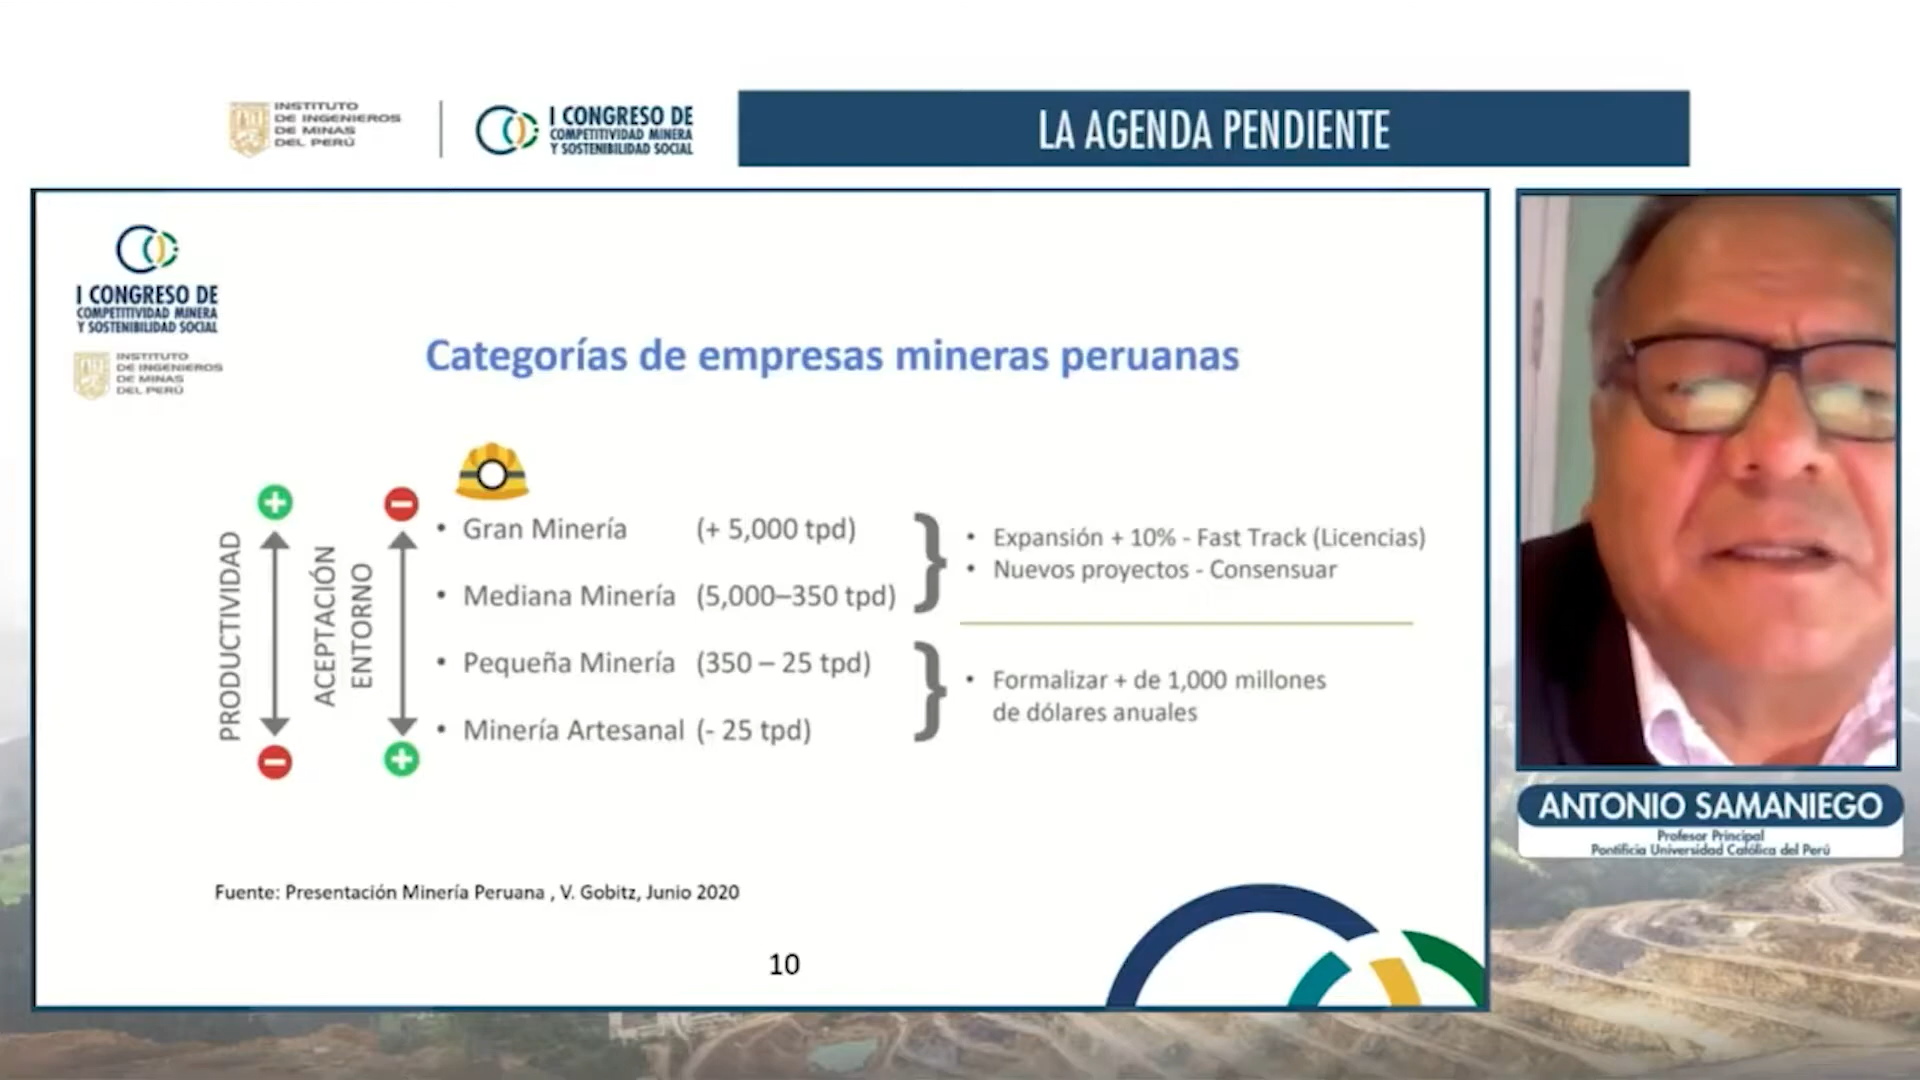 INSTITUTO
DE INGENIEROS
DE MINAS
DEL PERÚ
I CONGRESO DE
COMPETITIVIDAD MINERA
Y SOSTENIBILIDAD SOCIAL
LA AGENDA PENDIENTE
I CONGRESO DE
COMPETITIVIDAD MINERA
Y SOSTENIBILIDAD SOCIAL
INSTITUTO
DE INGENIEROS
DE MINAS
DEL PERÚ
Categorías de empresas mineras peruanas
PRODUCTIVIDAD
ACEPTACIÓN
ENTORNO
• Gran Minería (+ 5,000 tpd)
• Mediana Minería (5,000–350 tpd)
• Pequeña Minería (350 – 25 tpd)
• Minería Artesanal (- 25 tpd)
• Expansión + 10% - Fast Track (Licencias)
• Nuevos proyectos - Consensuar
• Formalizar + de 1,000 millones
de dólares anuales
Fuente: Presentación Minería Peruana , V. Gobitz, Junio 2020
10
ANTONIO SAMANIEGO
Profesor Principal
Pontificia Universidad Católica del Perú